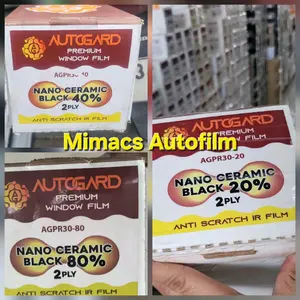 AUTOGARD
PREMIUM
WINDOW FILM
NANO CERAMIC
BLACK 40%
2PLY
ANTI SCRATCH IR FILM
Mimacs Autofilm
AUTOGARD
PREMIUM
WINDOW FILM
AGPR30-80
NANO CERAMIC
BLACK 80%
2PLY
ANTI SCRATCH IR FILM
AUTOGARD
PREMIUM
WINDOW FILM
AGPR30-20
NANO CERAMIC
BLACK 20%
2PLY
ANTI SCRATCH IR FILM